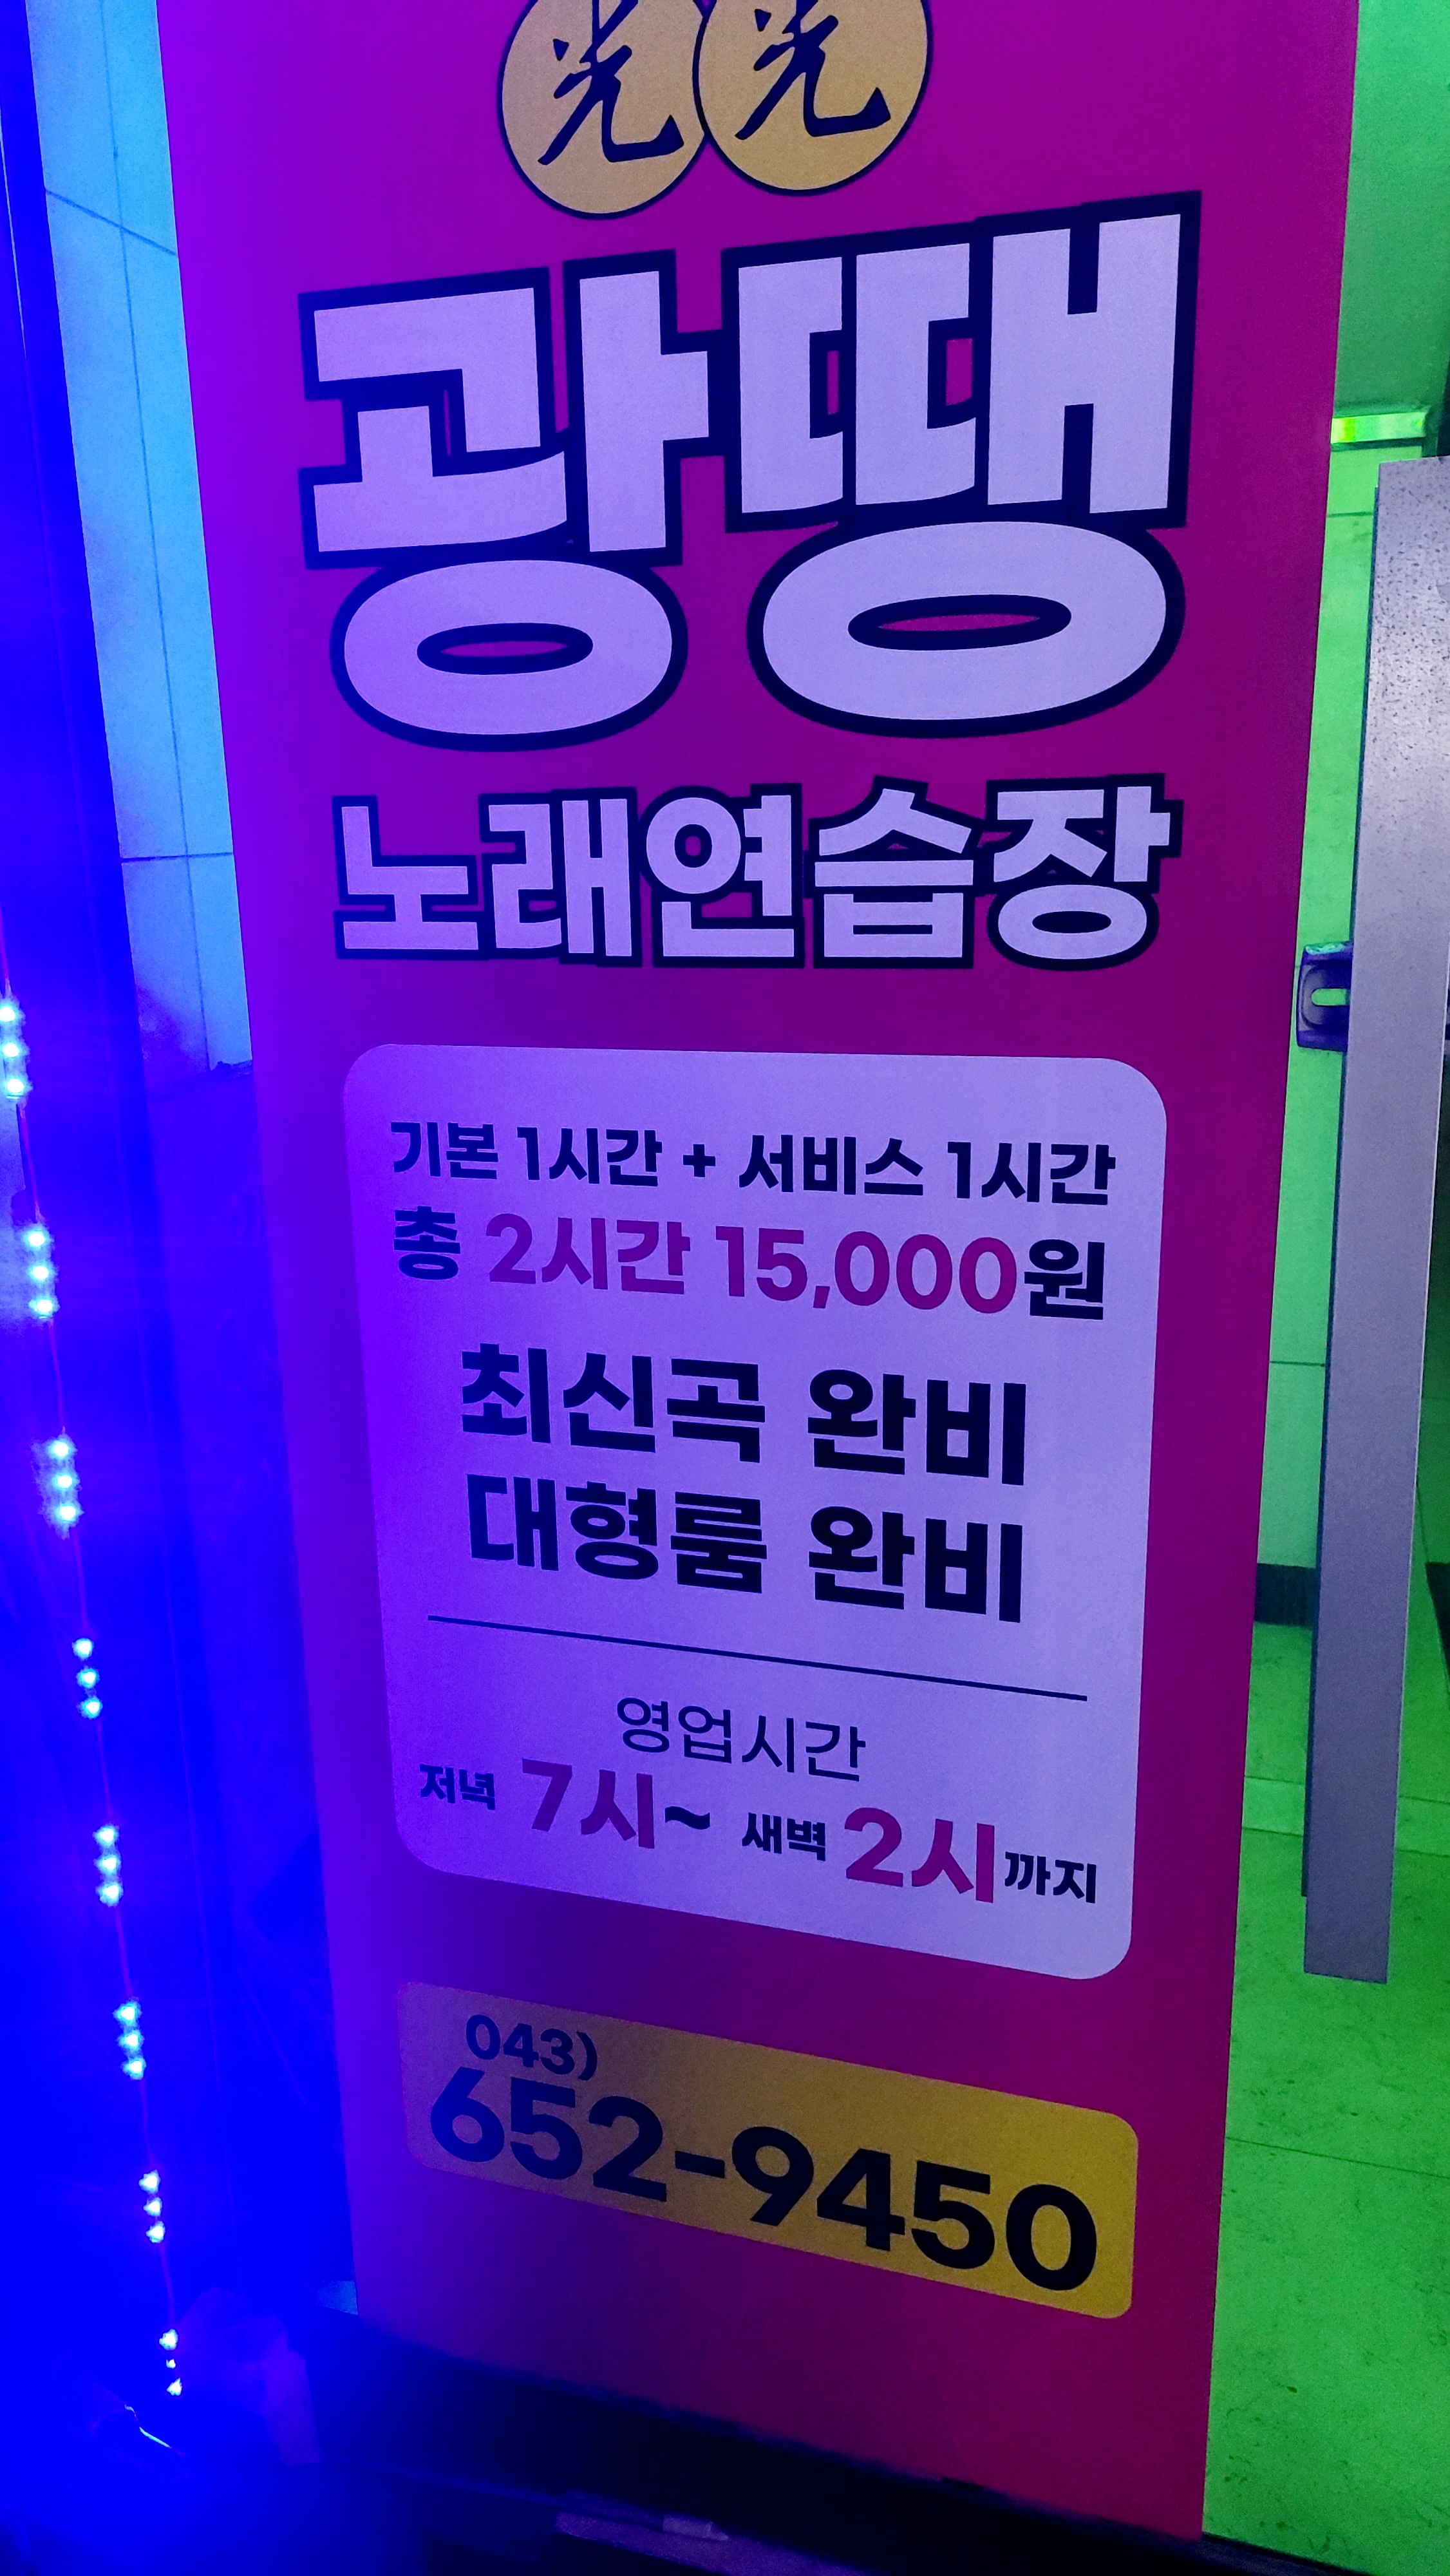 光 光
광땡
노래연습장
기본 1시간 + 서비스 1시간
총 2시간 15,000원
최신곡 완비
대형룸 완비
영업시간
저녁 7시~ 새벽 2시까지
043)
652-9450